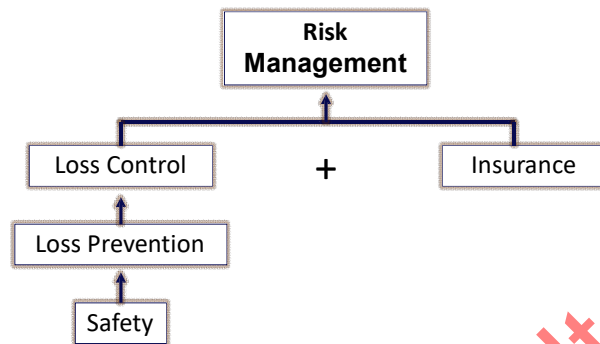 Risk
Management
Loss Control
+
Insurance
Loss Prevention
Safety